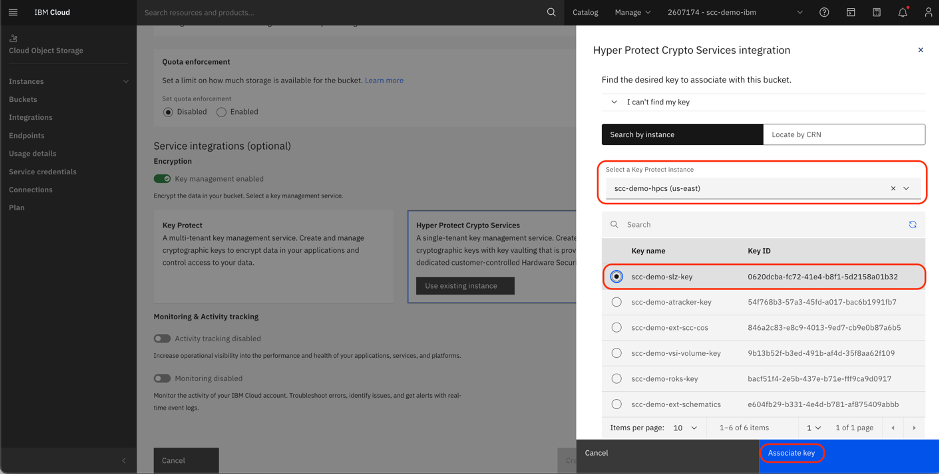 IBM Cloud
Search resources and products...
Catalog
Manage
2607174 - scc-demo-ibm
Cloud Object Storage
Instances
Buckets
Integrations
Endpoints
Usage details
Service credentials
Connections
Plan
Quota enforcement
Set a limit on how much storage is available for the bucket. Learn more
Set quota enforcement
Disabled
Enabled
Service integrations (optional)
Encryption
Key management enabled
Encrypt the data in your bucket. Select a key management service.
Key Protect
A multi-tenant key management service. Create and manage
cryptographic keys to encrypt data in your applications and
control access to your data.
Hyper Protect Crypto Services
A single-tenant key management service. Create
cryptographic keys with key vaulting that is prov
dedicated customer-controlled Hardware Secur
Use existing instance
Monitoring & Activity tracking
Activity tracking disabled
Increase operational visibility into the performance and health of your applications, services, and platforms.
Monitoring disabled
Monitor the activity of your IBM Cloud account. Troubleshoot errors, identify issues, and get alerts with real-
time event logs.
Cancel
Hyper Protect Crypto Services integration
Find the desired key to associate with this bucket.
I can't find my key
Search by instance
Locate by CRN
Select a Key Protect instance
scc-demo-hpcs (us-east)
Search
Key name Key ID
scc-demo-slz-key 0620dcba-fc72-41e4-b8f1-5d2158a01b32
scc-demo-atracker-key 54f768b3-57a3-45fd-a017-bac6b1991fb7
scc-demo-ext-scc-cos 846a2c83-e8c9-4013-9ed7-cb9e0b87a6b5
scc-demo-vsi-volume-key 9b13b52f-b3ed-491b-af4d-35f8aa62f109
scc-demo-roks-key bacf51f4-2e5b-437e-b71e-fff9ca9d0917
scc-demo-ext-schematics e604fb29-b331-4e4d-b781-af875409abbb
Items per page: 10 1–6 of 6 items 1 1 of 1 page
Cancel
Associate key